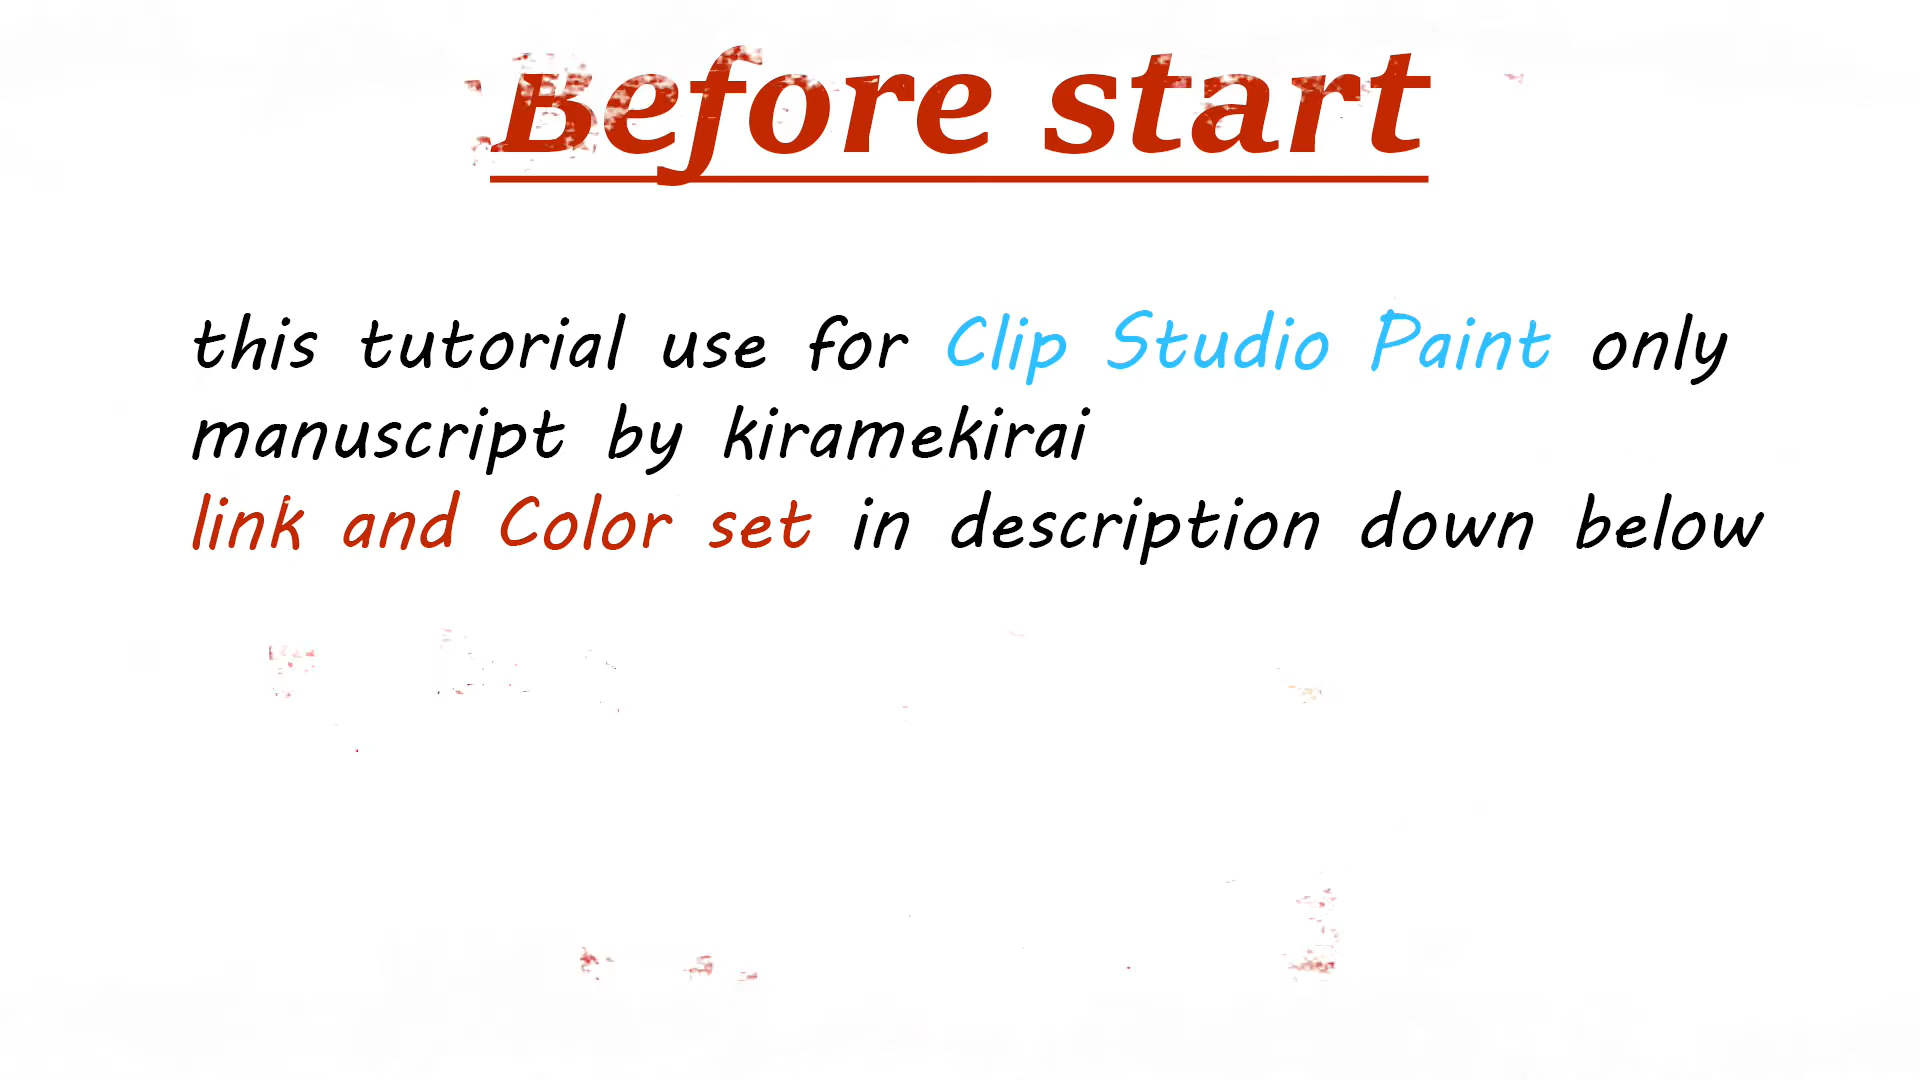 Before start
this tutorial use for Clip Studio Paint only
manuscript by kiramekirai
link and Color set in description down below